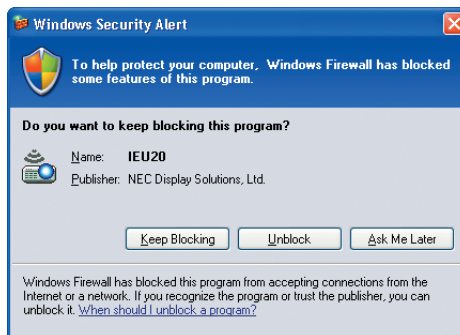 Windows Security Alert
To help protect your computer, Windows Firewall has blocked
some features of this program.
Do you want to keep blocking this program?
Name: IEU20
Publisher: NEC Display Solutions, Ltd.
Keep Blocking Unblock Ask Me Later
Windows Firewall has blocked this program from accepting connections from the
Internet or a network. If you recognize the program or trust the publisher, you can
unblock it. When should I unblock a program?